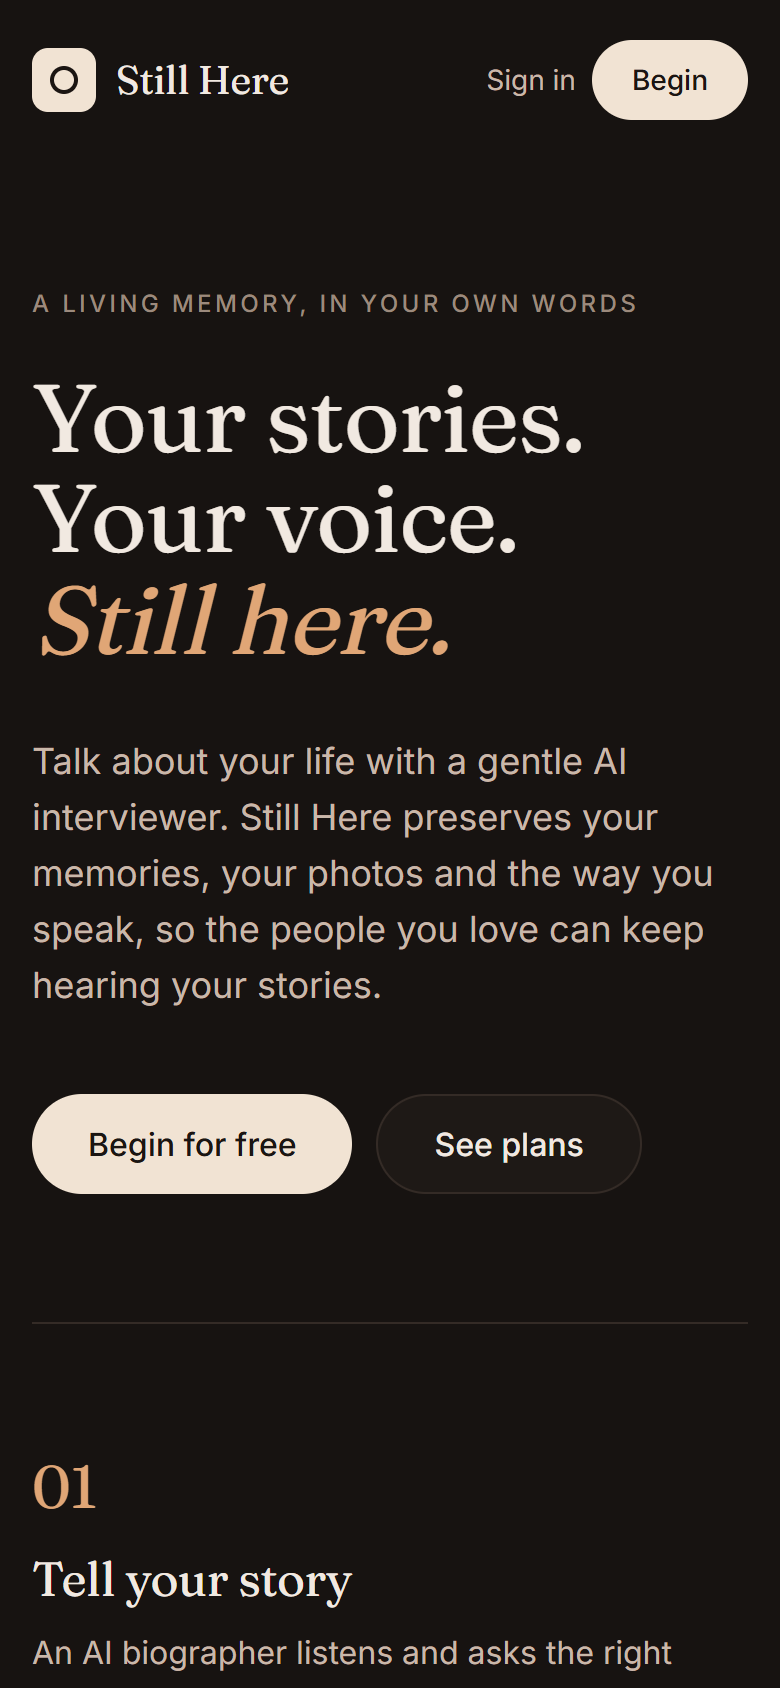 Still Here
Sign in
Begin
A LIVING MEMORY, IN YOUR OWN WORDS
Your stories.
Your voice.
Still here.
Talk about your life with a gentle AI
interviewer. Still Here preserves your
memories, your photos and the way you
speak, so the people you love can keep
hearing your stories.
Begin for free
See plans
01
Tell your story
An AI biographer listens and asks the right